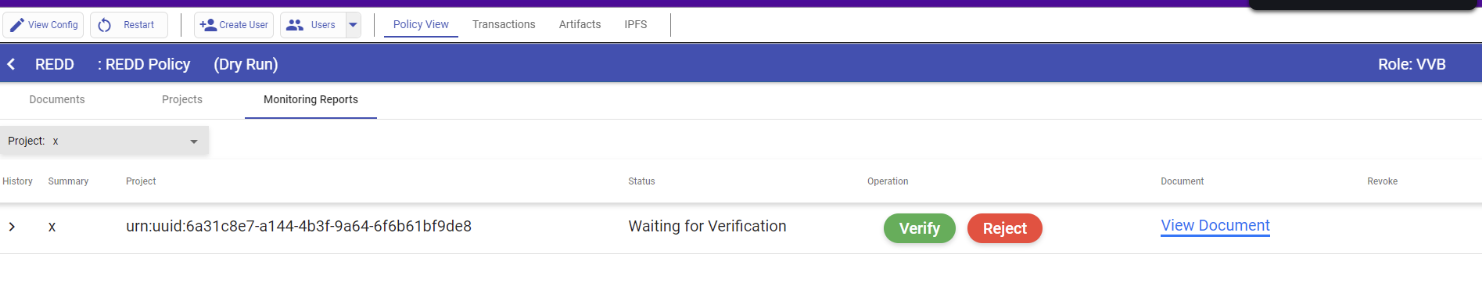 View Config Restart Create User Users Policy View Transactions Artifacts IPFS
REDD : REDD Policy (Dry Run) Role: VVB
Documents Projects Monitoring Reports
Project: x
History Summary Project Status Operation Document Revoke
x urn:uuid:6a31c8e7-a144-4b3f-9a64-6f6b61bf9de8 Waiting for Verification Verify Reject View Document